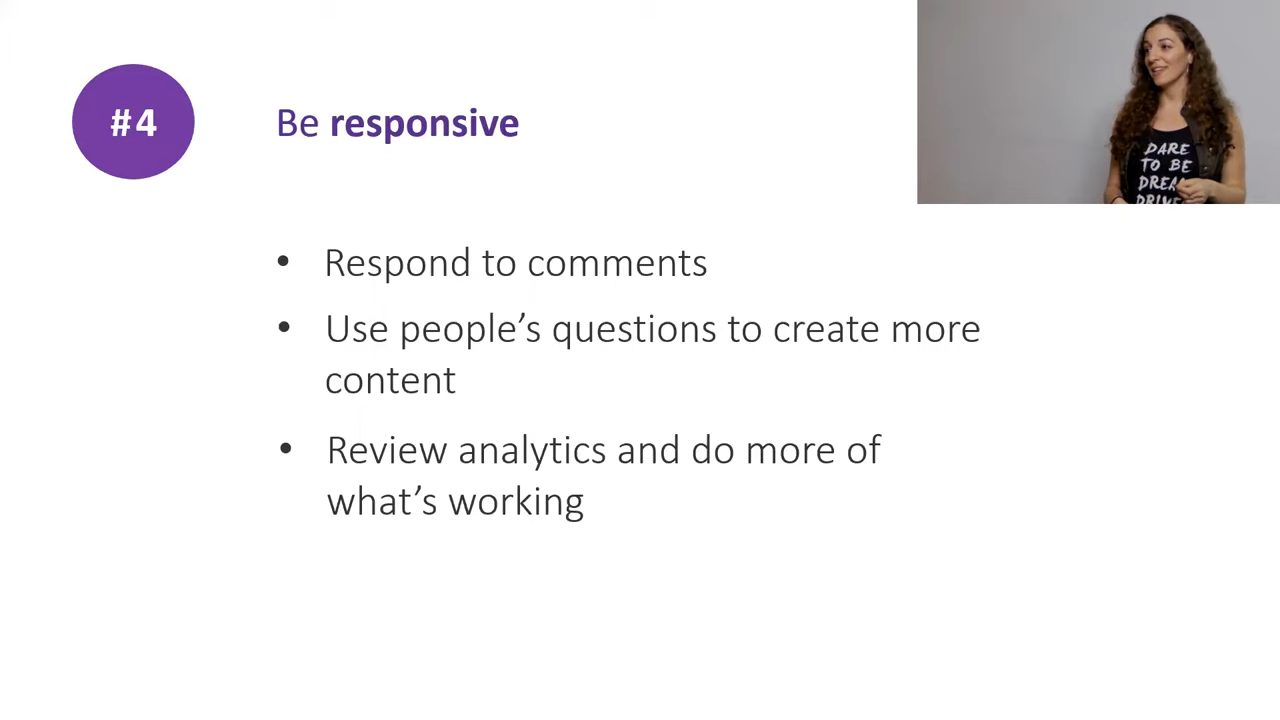 #4
Be responsive
• Respond to comments
• Use people’s questions to create more
content
• Review analytics and do more of
what’s working
DARE
TO BE